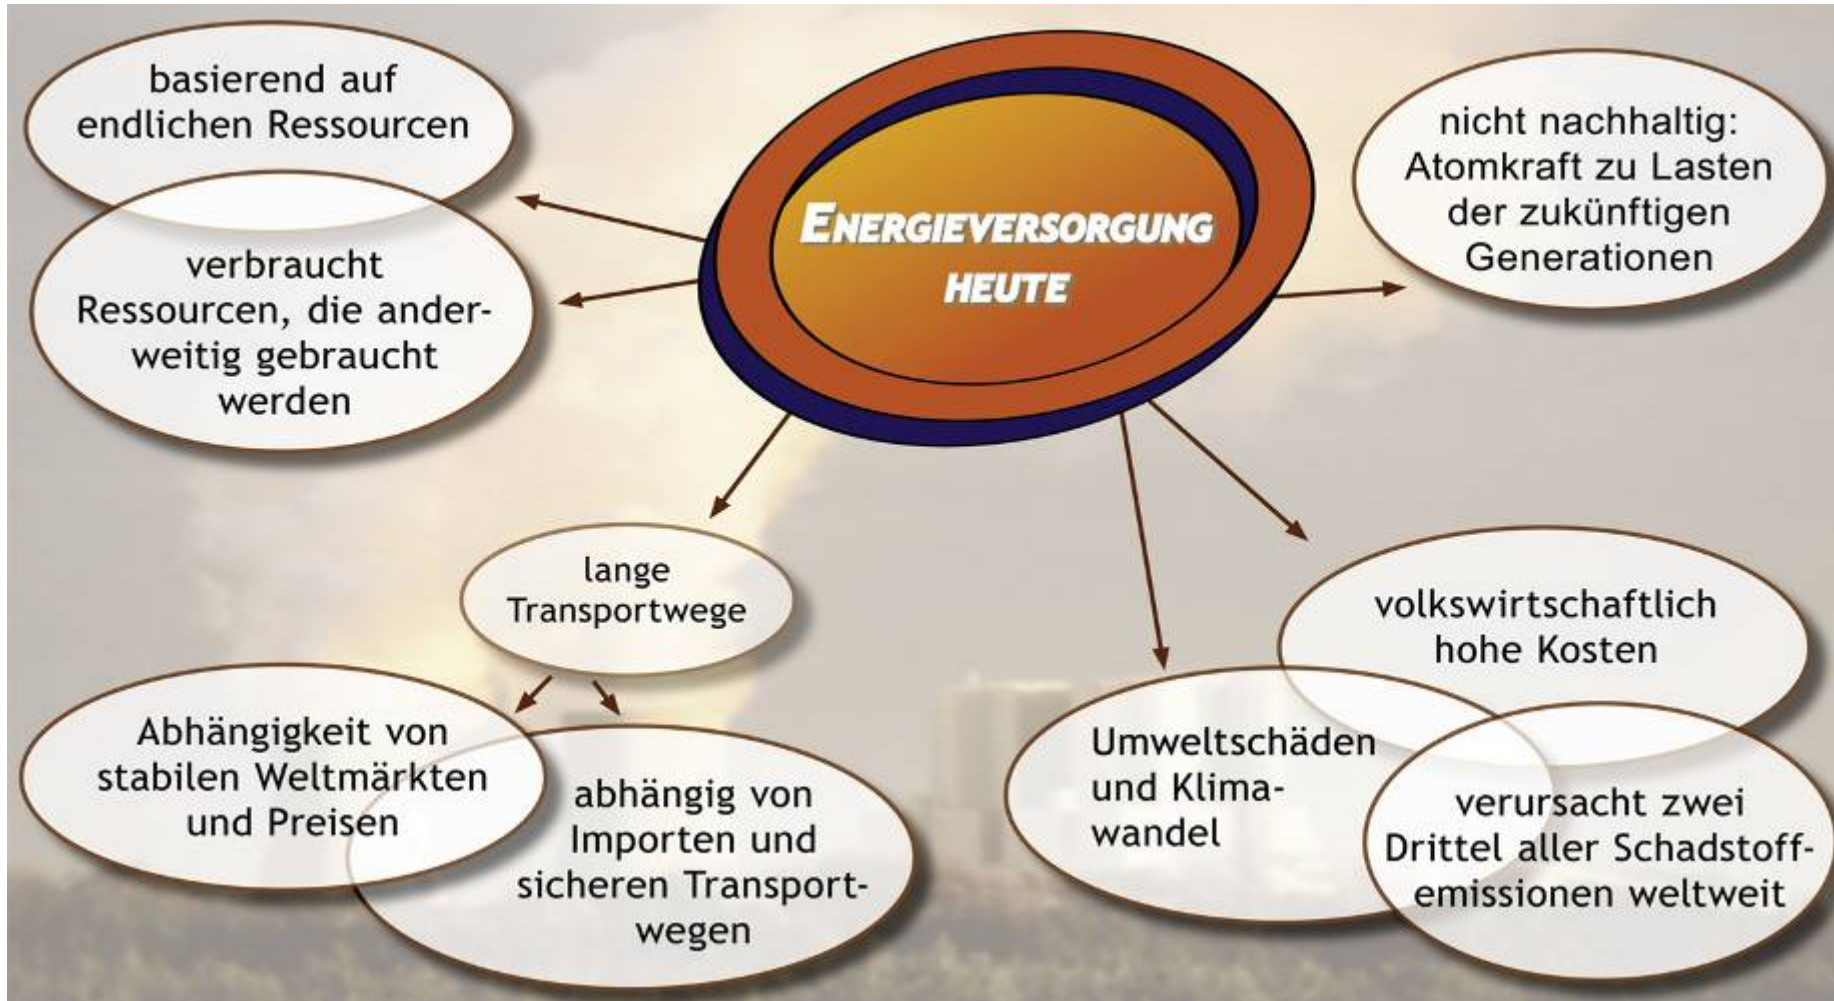 basierend auf
endlichen Ressourcen
verbraucht
Ressourcen, die ander-
weitig gebraucht
werden
ENERGIEVERSORGUNG
HEUTE
nicht nachhaltig:
Atomkraft zu Lasten
der zukünftigen
Generationen
lange
Transportwege
Abhängigkeit von
stabilen Weltmärkten
und Preisen
abhängig von
Importen und
sicheren Transport-
wegen
Umweltschäden
und Klima-
wandel
volkswirtschaftlich
hohe Kosten
verursacht zwei
Drittel aller Schadstoff-
emissionen weltweit